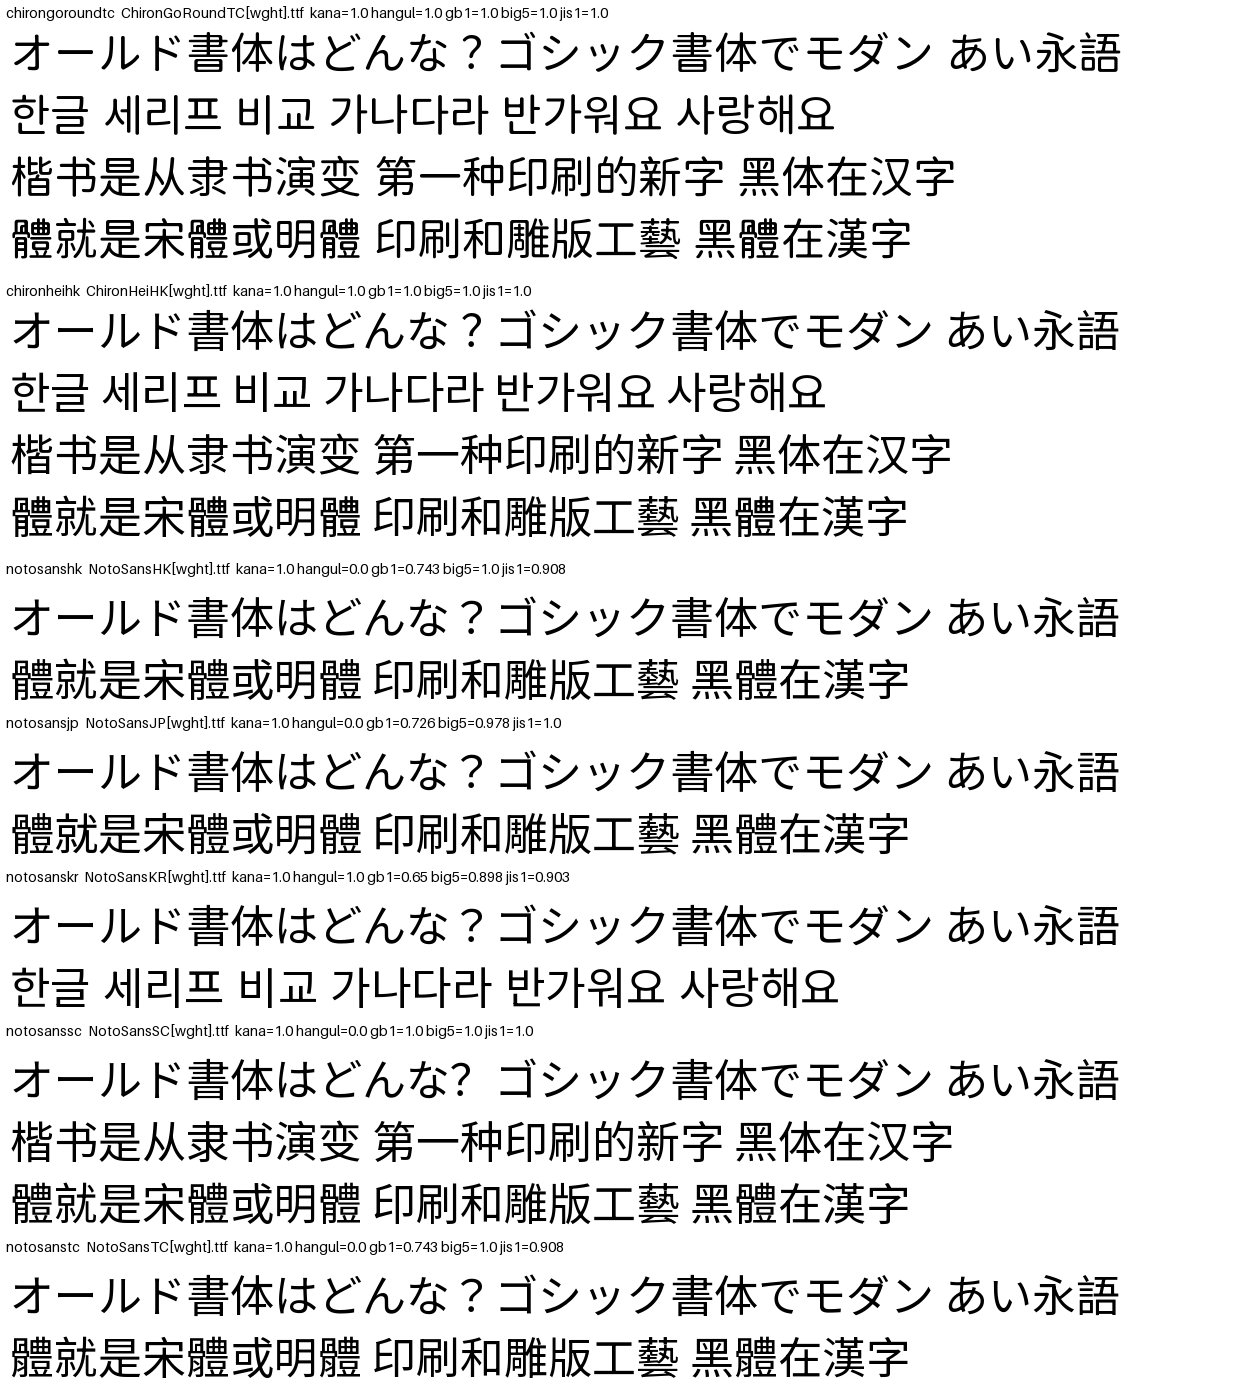 chirongoroundtc ChironGoRoundTC[wght].ttf kana=1.0 hangul=1.0 gb1=1.0 big5=1.0 jis1=1.0
オールド書体はどんな？ゴシック書体でモダン あい永語
한글 세리프 비교 가나다라 반가워요 사랑해요
楷书是从隶书演变 第一种印刷的新字 黑体在汉字
體就是宋體或明體 印刷和雕版工藝 黑體在漢字
chironheihk ChironHeiHK[wght].ttf kana=1.0 hangul=1.0 gb1=1.0 big5=1.0 jis1=1.0
オールド書体はどんな？ゴシック書体でモダン あい永語
한글 세리프 비교 가나다라 반가워요 사랑해요
楷书是从隶书演变 第一种印刷的新字 黑体在汉字
體就是宋體或明體 印刷和雕版工藝 黑體在漢字
notosanshk NotoSansHK[wght].ttf kana=1.0 hangul=0.0 gb1=0.743 big5=1.0 jis1=0.908
オールド書体はどんな？ゴシック書体でモダン あい永語
體就是宋體或明體 印刷和雕版工藝 黑體在漢字
notosansjp NotoSansJP[wght].ttf kana=1.0 hangul=0.0 gb1=0.726 big5=0.978 jis1=1.0
オールド書体はどんな？ゴシック書体でモダン あい永語
體就是宋體或明體 印刷和雕版工藝 黑體在漢字
notosanskr NotoSansKR[wght].ttf kana=1.0 hangul=1.0 gb1=0.65 big5=0.898 jis1=0.903
オールド書体はどんな？ゴシック書体でモダン あい永語
한글 세리프 비교 가나다라 반가워요 사랑해요
notosanssc NotoSansSC[wght].ttf kana=1.0 hangul=0.0 gb1=1.0 big5=1.0 jis1=1.0
オールド書体はどんな？ゴシック書体でモダン あい永語
楷书是从隶书演变 第一种印刷的新字 黑体在汉字
體就是宋體或明體 印刷和雕版工藝 黑體在漢字
notosanstc NotoSansTC[wght].ttf kana=1.0 hangul=0.0 gb1=0.743 big5=1.0 jis1=0.908
オールド書体はどんな？ゴシック書体でモダン あい永語
體就是宋體或明體 印刷和雕版工藝 黑體在漢字